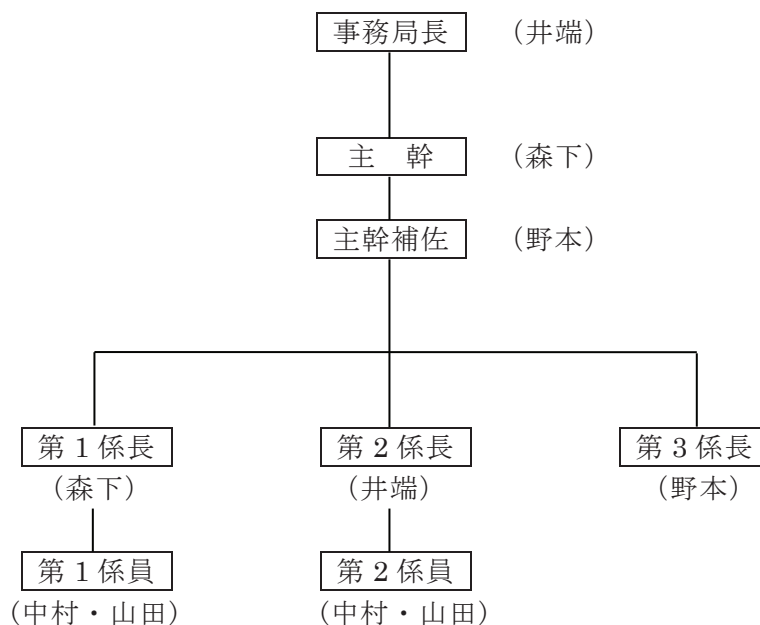 事務局長 （井端）
主　幹 （森下）
主幹補佐 （野本）
第1係長 第2係長 第3係長
（森下） （井端） （野本）
第1係員 第2係員
（中村・山田） （中村・山田）